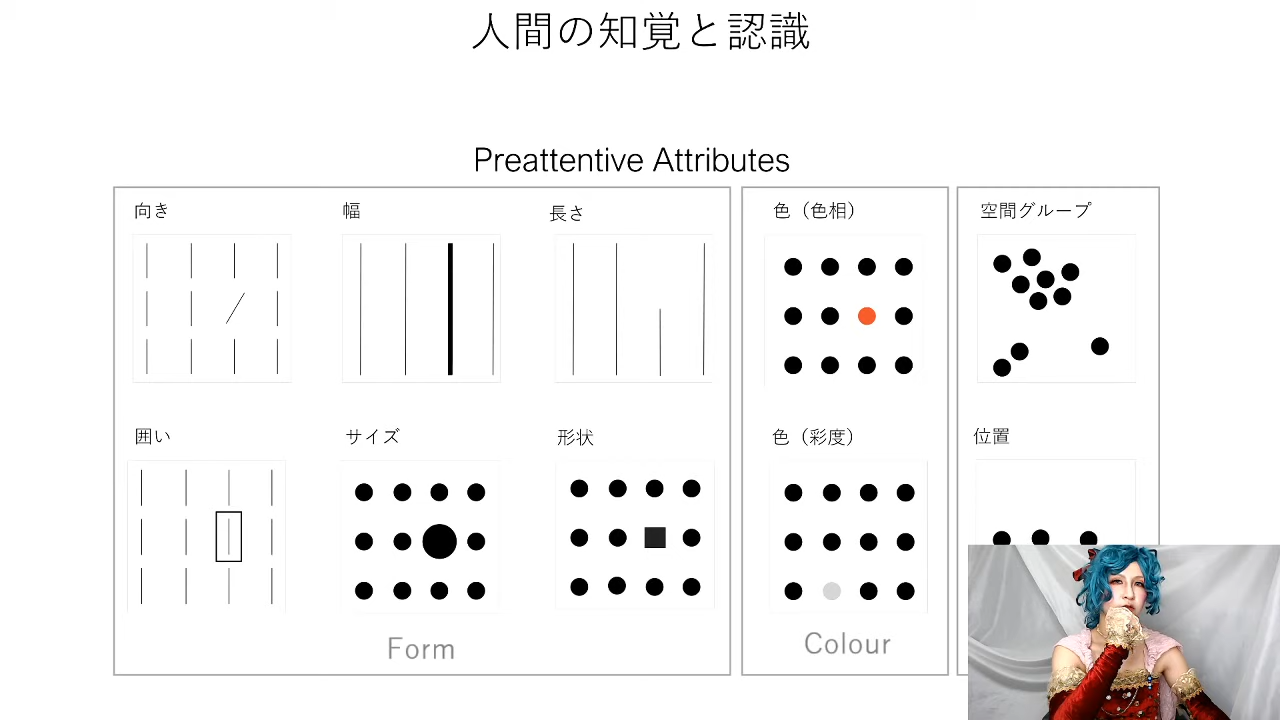 人間の知覚と認識
Preattentive Attributes
向き
幅
長さ
囲い
サイズ
形状
Form
色（色相）
色（彩度）
Colour
空間グループ
位置